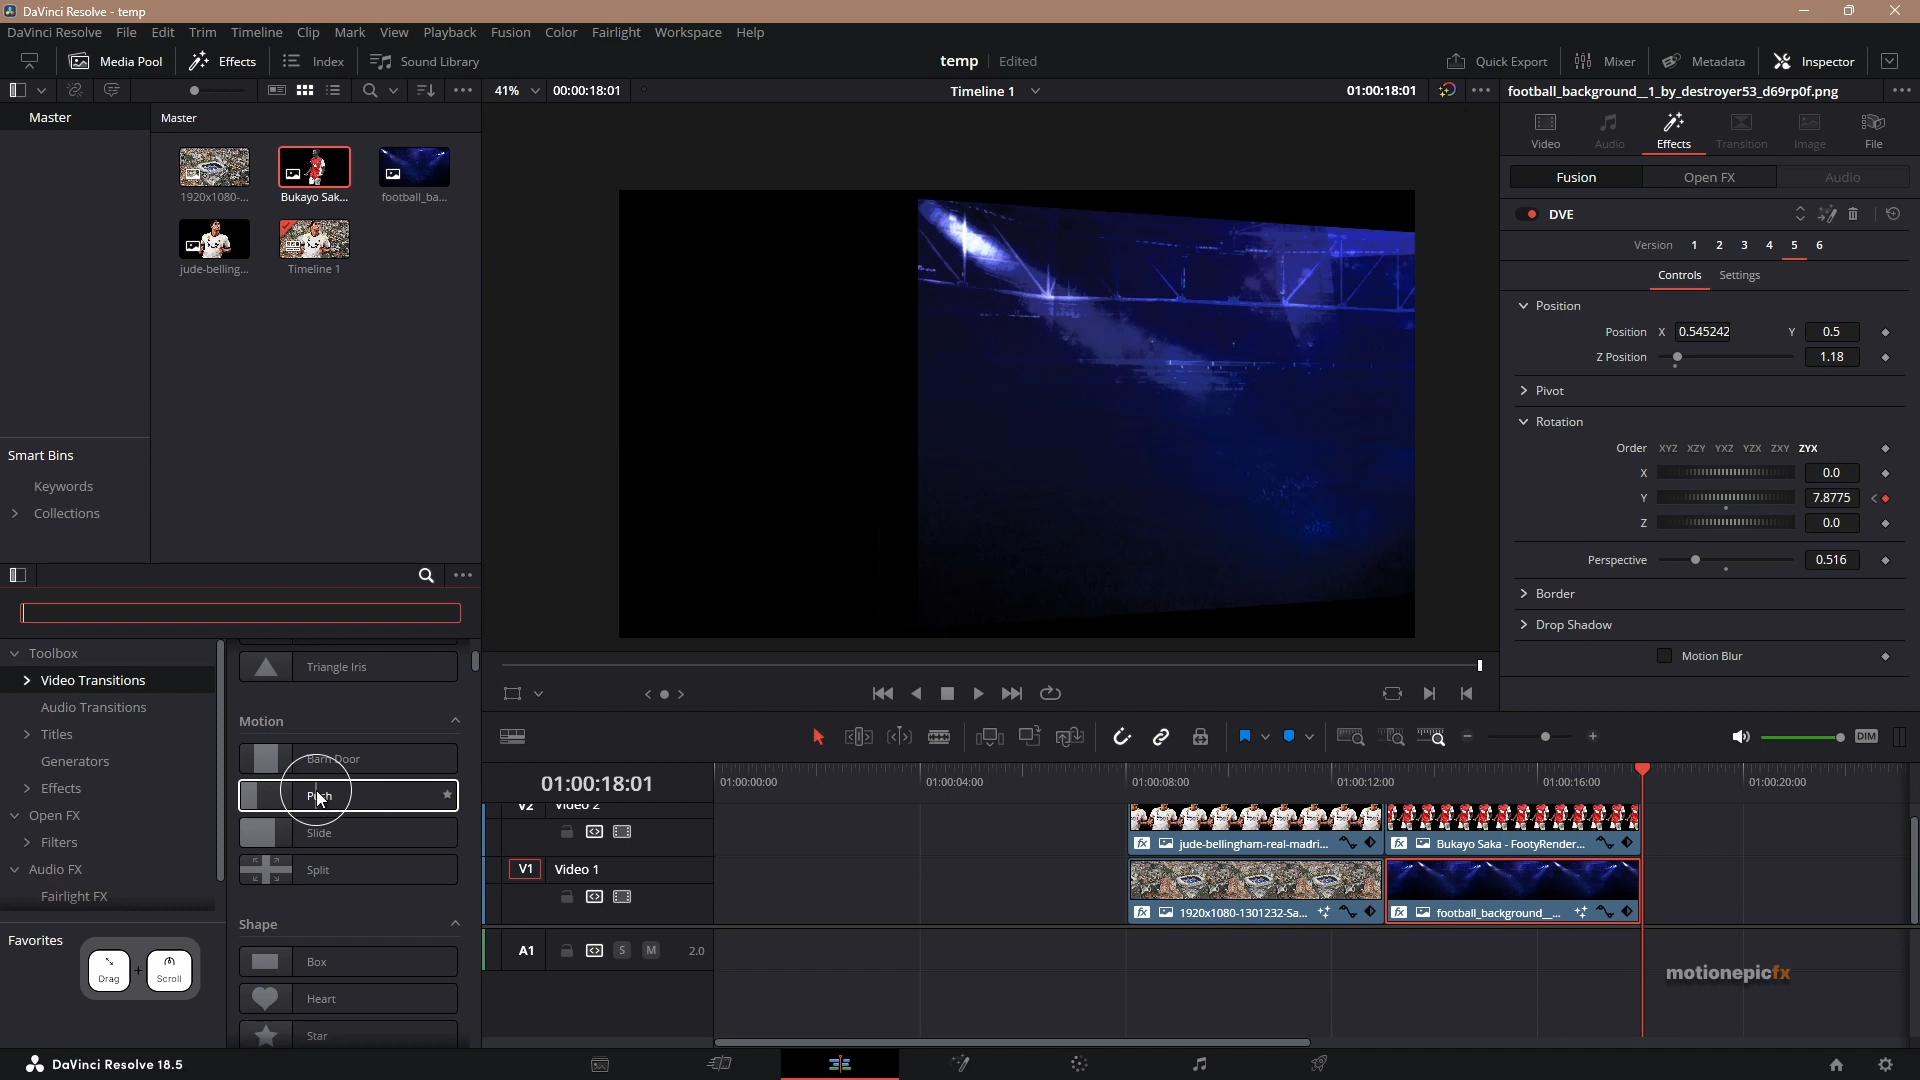 DaVinci Resolve - temp
DaVinci Resolve File Edit Trim Timeline Clip Mark View Playback Fusion Color Fairlight Workspace Help
Media Pool Effects Index Sound Library temp Edited Quick Export Mixer Metadata Inspector
41% 00:00:18:01 Timeline 1 01:00:18:01 football_background__1_by_destroyer53_d69rp0f.png
Master Master
Video Audio Effects Transition Image File
Fusion Open FX Audio
1920x1080-... Bukayo Sak... football_ba...
DVE
Version 1 2 3 4 5 6
jude-belling... Timeline 1
Controls Settings
Position
Position X 0.545242 Y 0.5
Z Position 1.18
Pivot
Rotation
Order XYZ XZY YXZ YZX ZXY ZYX
Smart Bins
X 0.0
Keywords
Y 7.8775
Collections
Z 0.0
Perspective 0.516
Border
Drop Shadow
Motion Blur
Toolbox
Video Transitions
Audio Transitions
Titles
Generators
Effects
Open FX
Filters
Audio FX
Fairlight FX
Triangle Iris
Motion
Barn Door
Slide
Split
Shape
Box
Heart
Star
Favorites
Drag + Scroll
01:00:18:01 01:00:00:00 01:00:04:00 01:00:08:00 01:00:12:00 01:00:16:00 01:00:20:00
DIM
V2 Video 2
jude-bellingham-real-madri... Bukayo Saka - FootyRender...
V1 Video 1
fx 1920x1080-1301232-Sa... fx football_background__...
A1 S M 2.0
motionepicfx
DaVinci Resolve 18.5